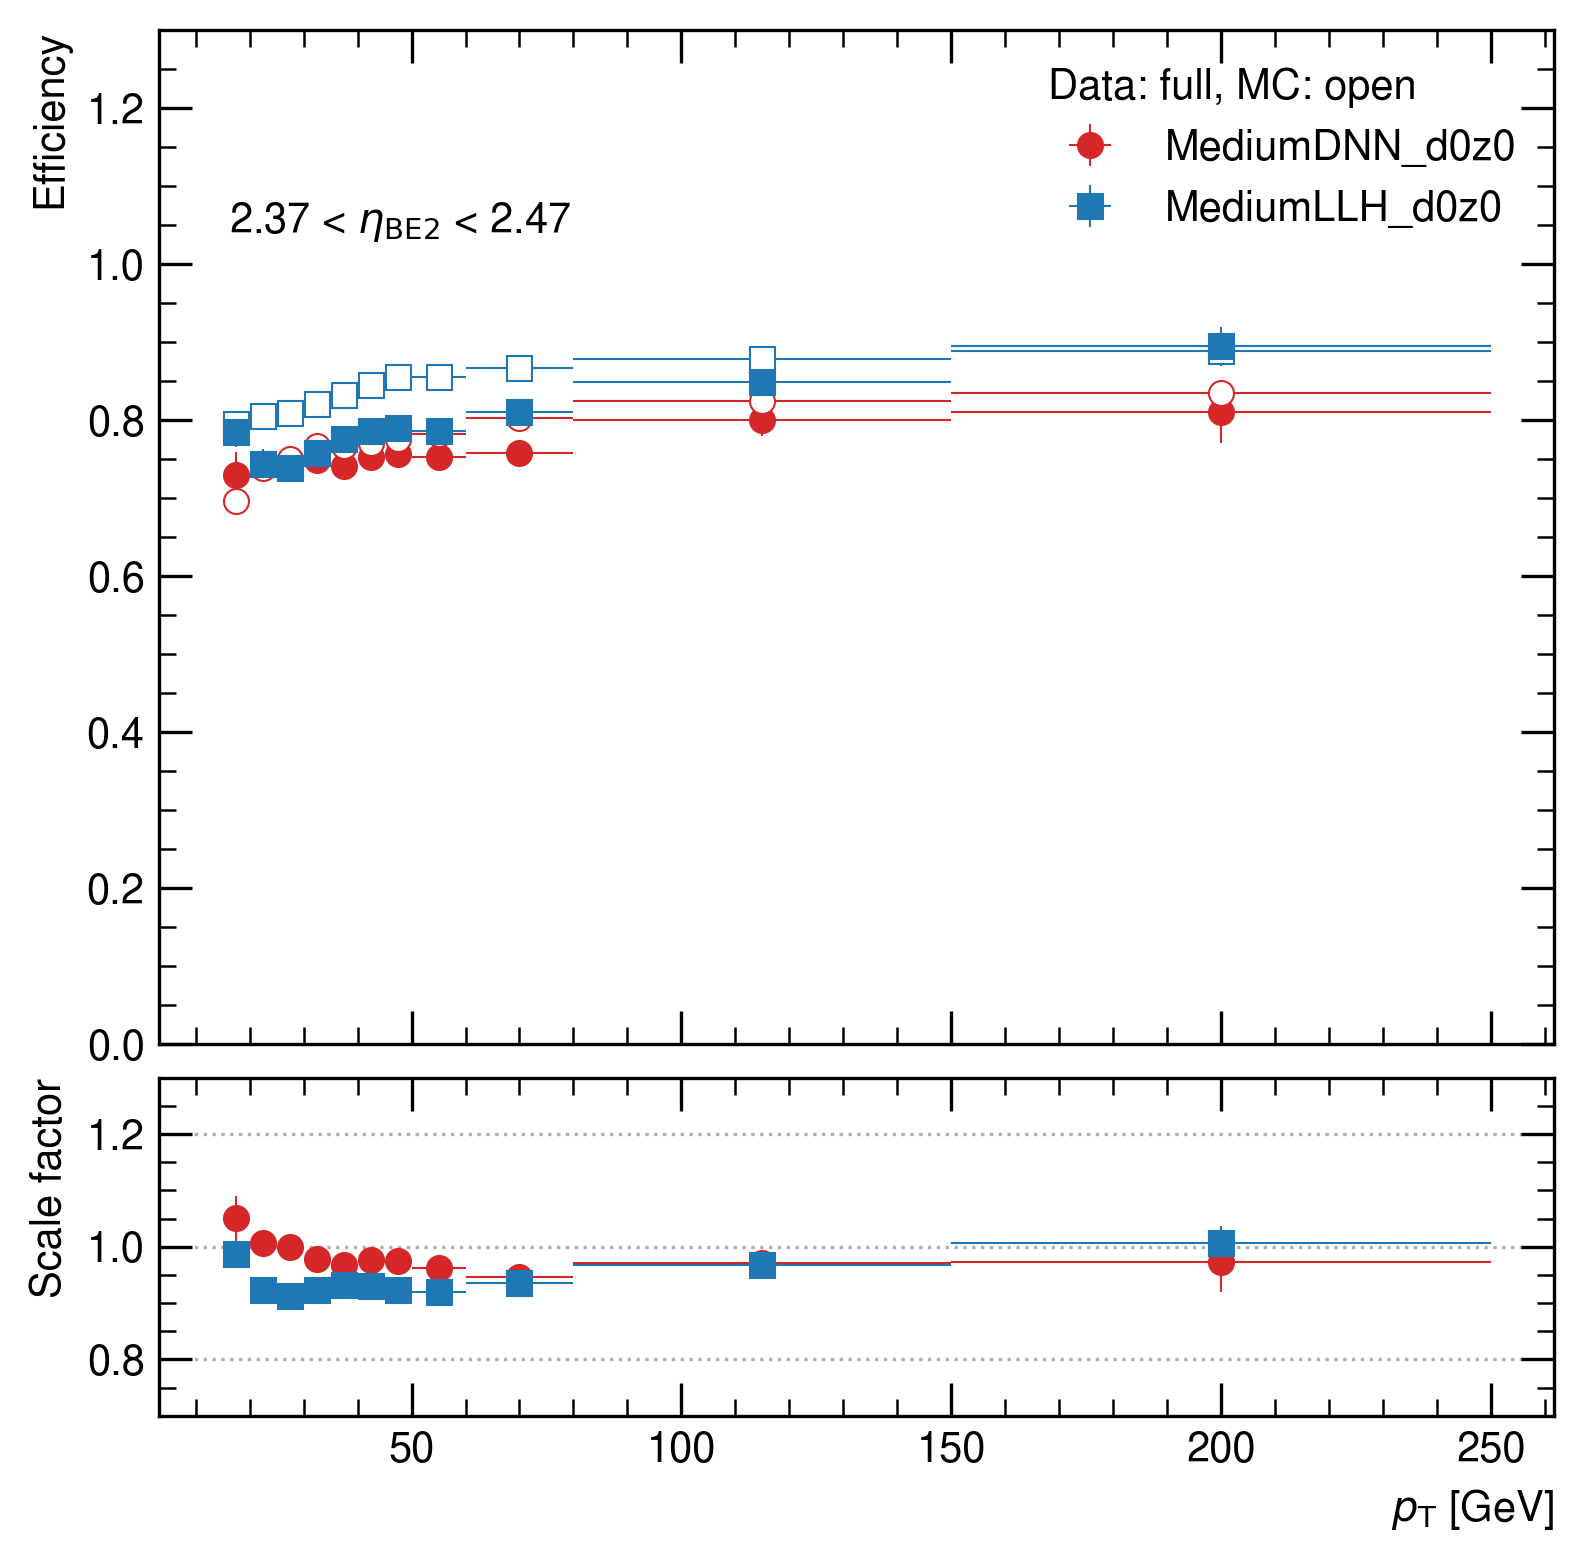 Efficiency
Data: full, MC: open
MediumDNN_d0z0
MediumLLH_d0z0
2.37 < η_BE2 < 2.47
1.2
1.0
0.8
0.6
0.4
0.2
0.0
Scale factor
1.2
1.0
0.8
50 100 150 200 250
p_T [GeV]